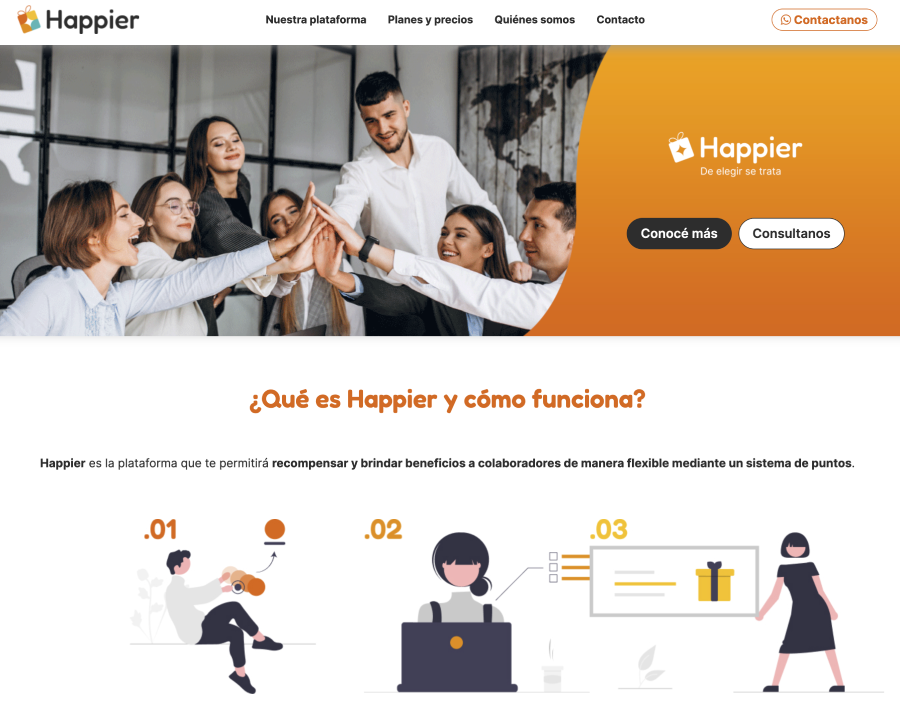 Happier
Nuestra plataforma
Planes y precios
Quiénes somos
Contacto
Contactanos
Happier
De elegir se trata
Conocé más
Consultanos
¿Qué es Happier y cómo funciona?
Happier es la plataforma que te permitirá recompensar y brindar beneficios a colaboradores de manera flexible mediante un sistema de puntos.
.01
.02
.03